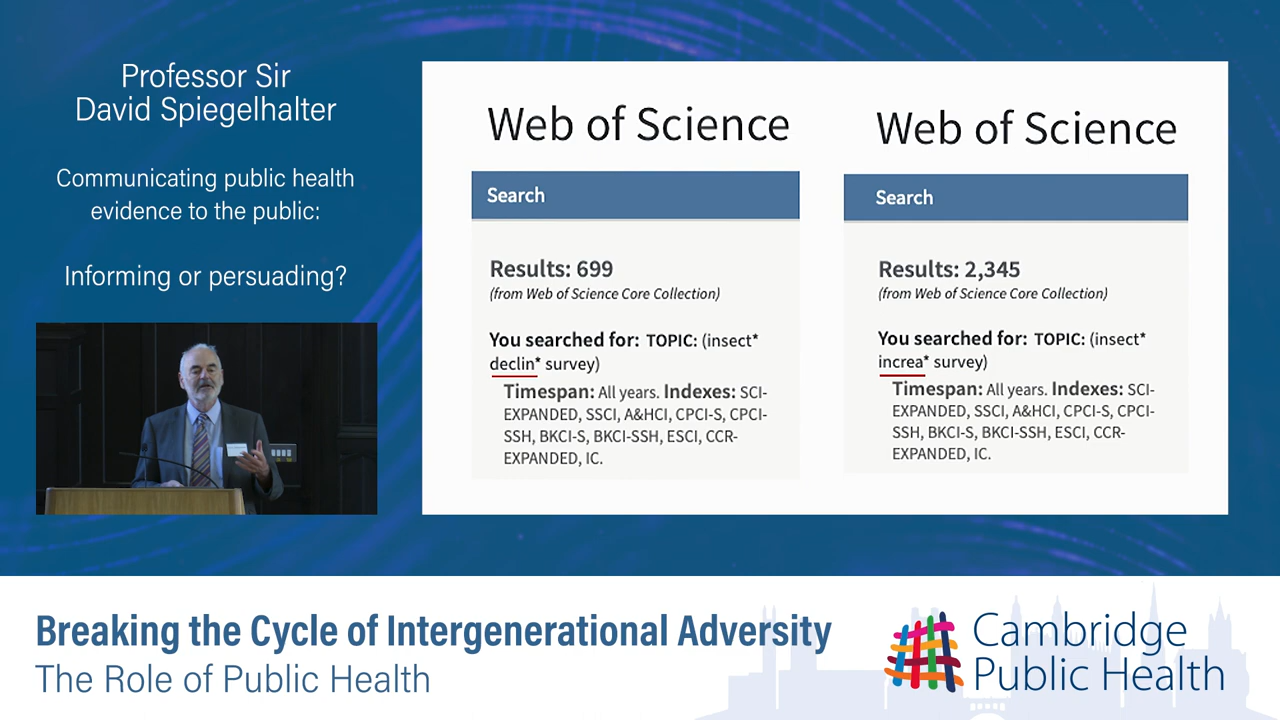 Professor Sir
David Spiegelhalter
Communicating public health
evidence to the public:
Informing or persuading?
Web of Science
Search
Results: 699
(from Web of Science Core Collection)
You searched for: TOPIC: (insect*
declin* survey)
Timespan: All years. Indexes: SCI-
EXPANDED, SSCI, A&HCI, CPCI-S, CPCI-
SSH, BKCI-S, BKCI-SSH, ESCI, CCR-
EXPANDED, IC.
Web of Science
Search
Results: 2,345
(from Web of Science Core Collection)
You searched for: TOPIC: (insect*
increa* survey)
Timespan: All years. Indexes: SCI-
EXPANDED, SSCI, A&HCI, CPCI-S, CPCI-
SSH, BKCI-S, BKCI-SSH, ESCI, CCR-
EXPANDED, IC.
Breaking the Cycle of Intergenerational Adversity
The Role of Public Health
Cambridge
Public Health